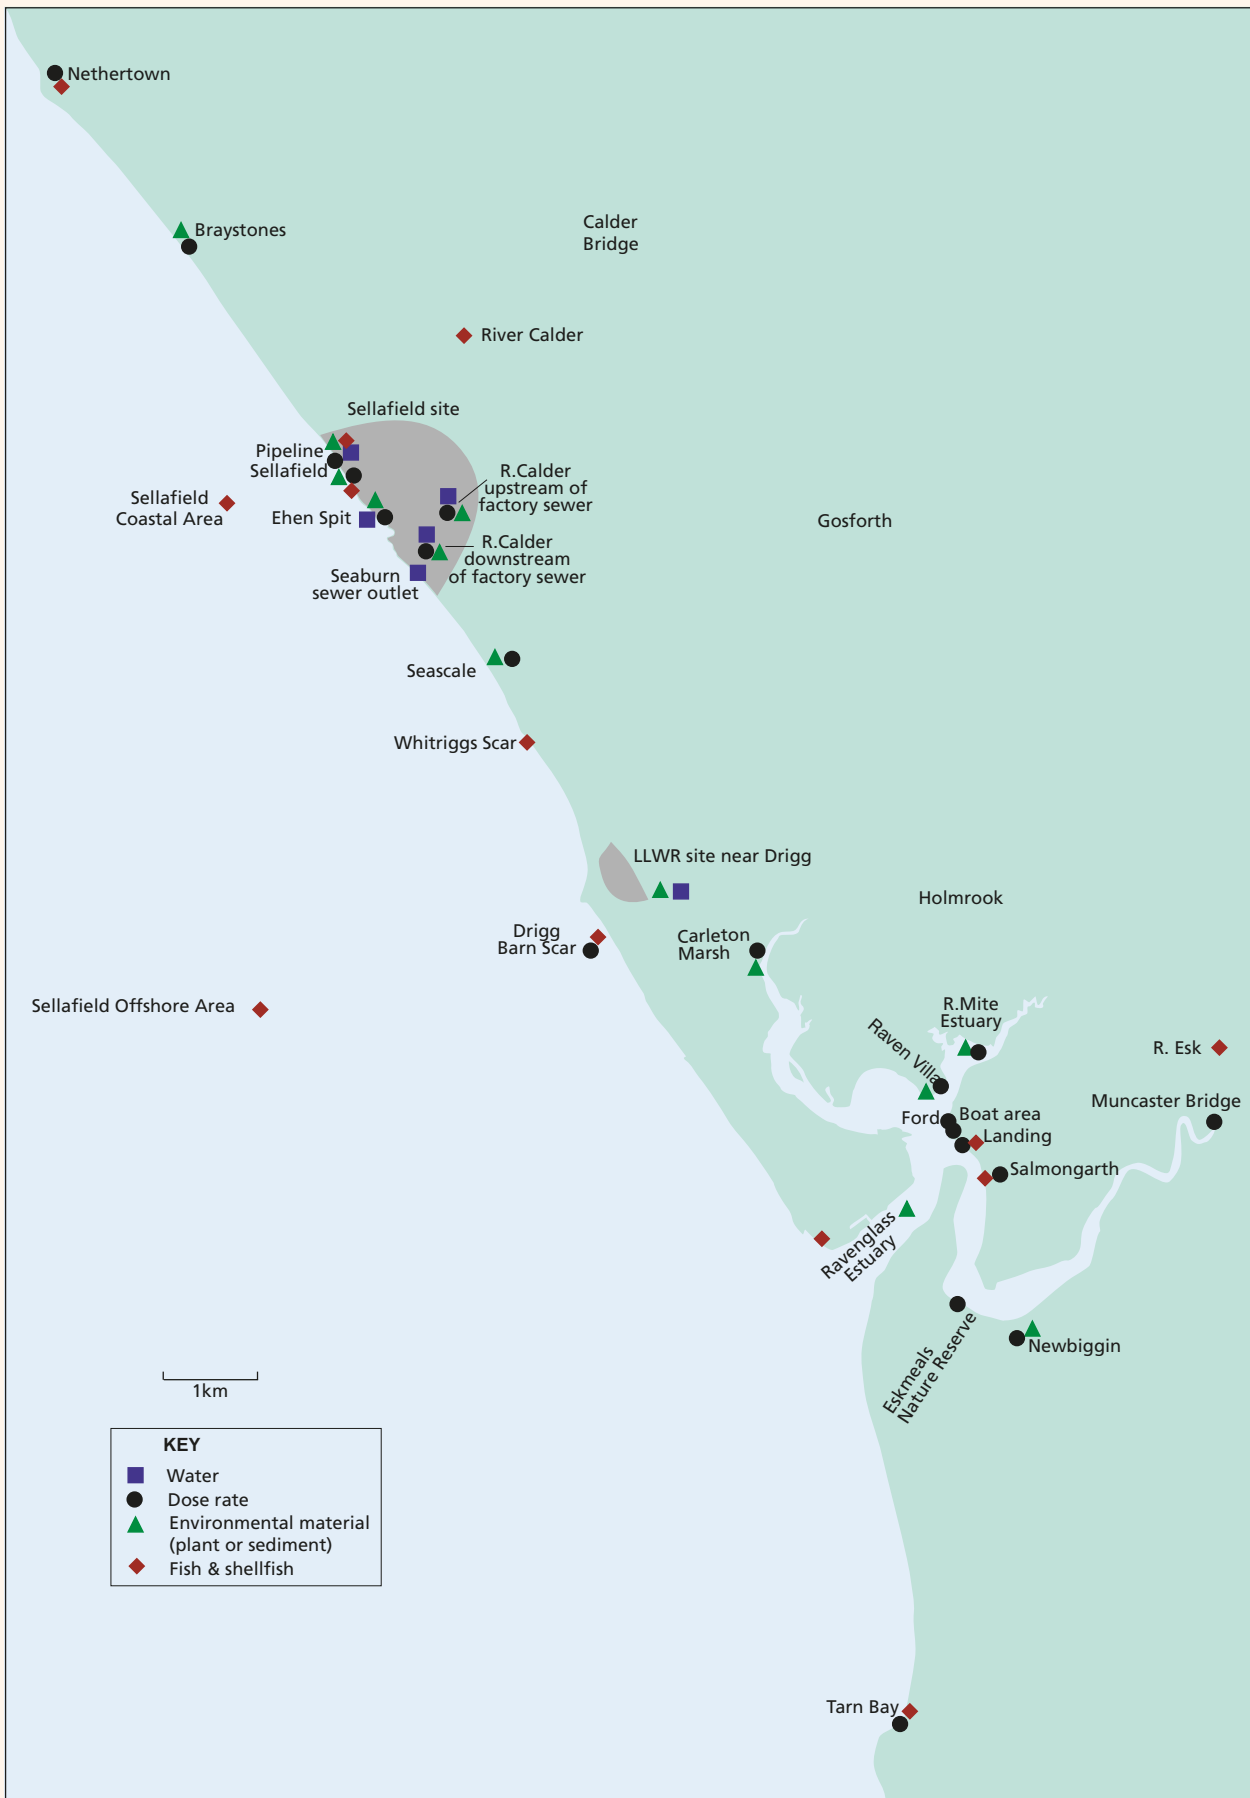 Nethertown
Braystones
Calder
Bridge
River Calder
Sellafield site
Pipeline
Sellafield
R.Calder
upstream of
factory sewer
Sellafield
Coastal Area
Ehen Spit
Gosforth
R.Calder
downstream
of factory sewer
Seaburn
sewer outlet
Seascale
Whitriggs Scar
LLWR site near Drigg
Holmrook
Drigg
Barn Scar
Carleton
Marsh
Sellafield Offshore Area
R.Mite
Estuary
Raven Villa
R. Esk
Muncaster Bridge
Ford
Boat area
Landing
Salmongarth
Ravenglass
Estuary
Eskmeals
Nature Reserve
Newbiggin
1km
KEY
Water
Dose rate
Environmental material
(plant or sediment)
Fish & shellfish
Tarn Bay